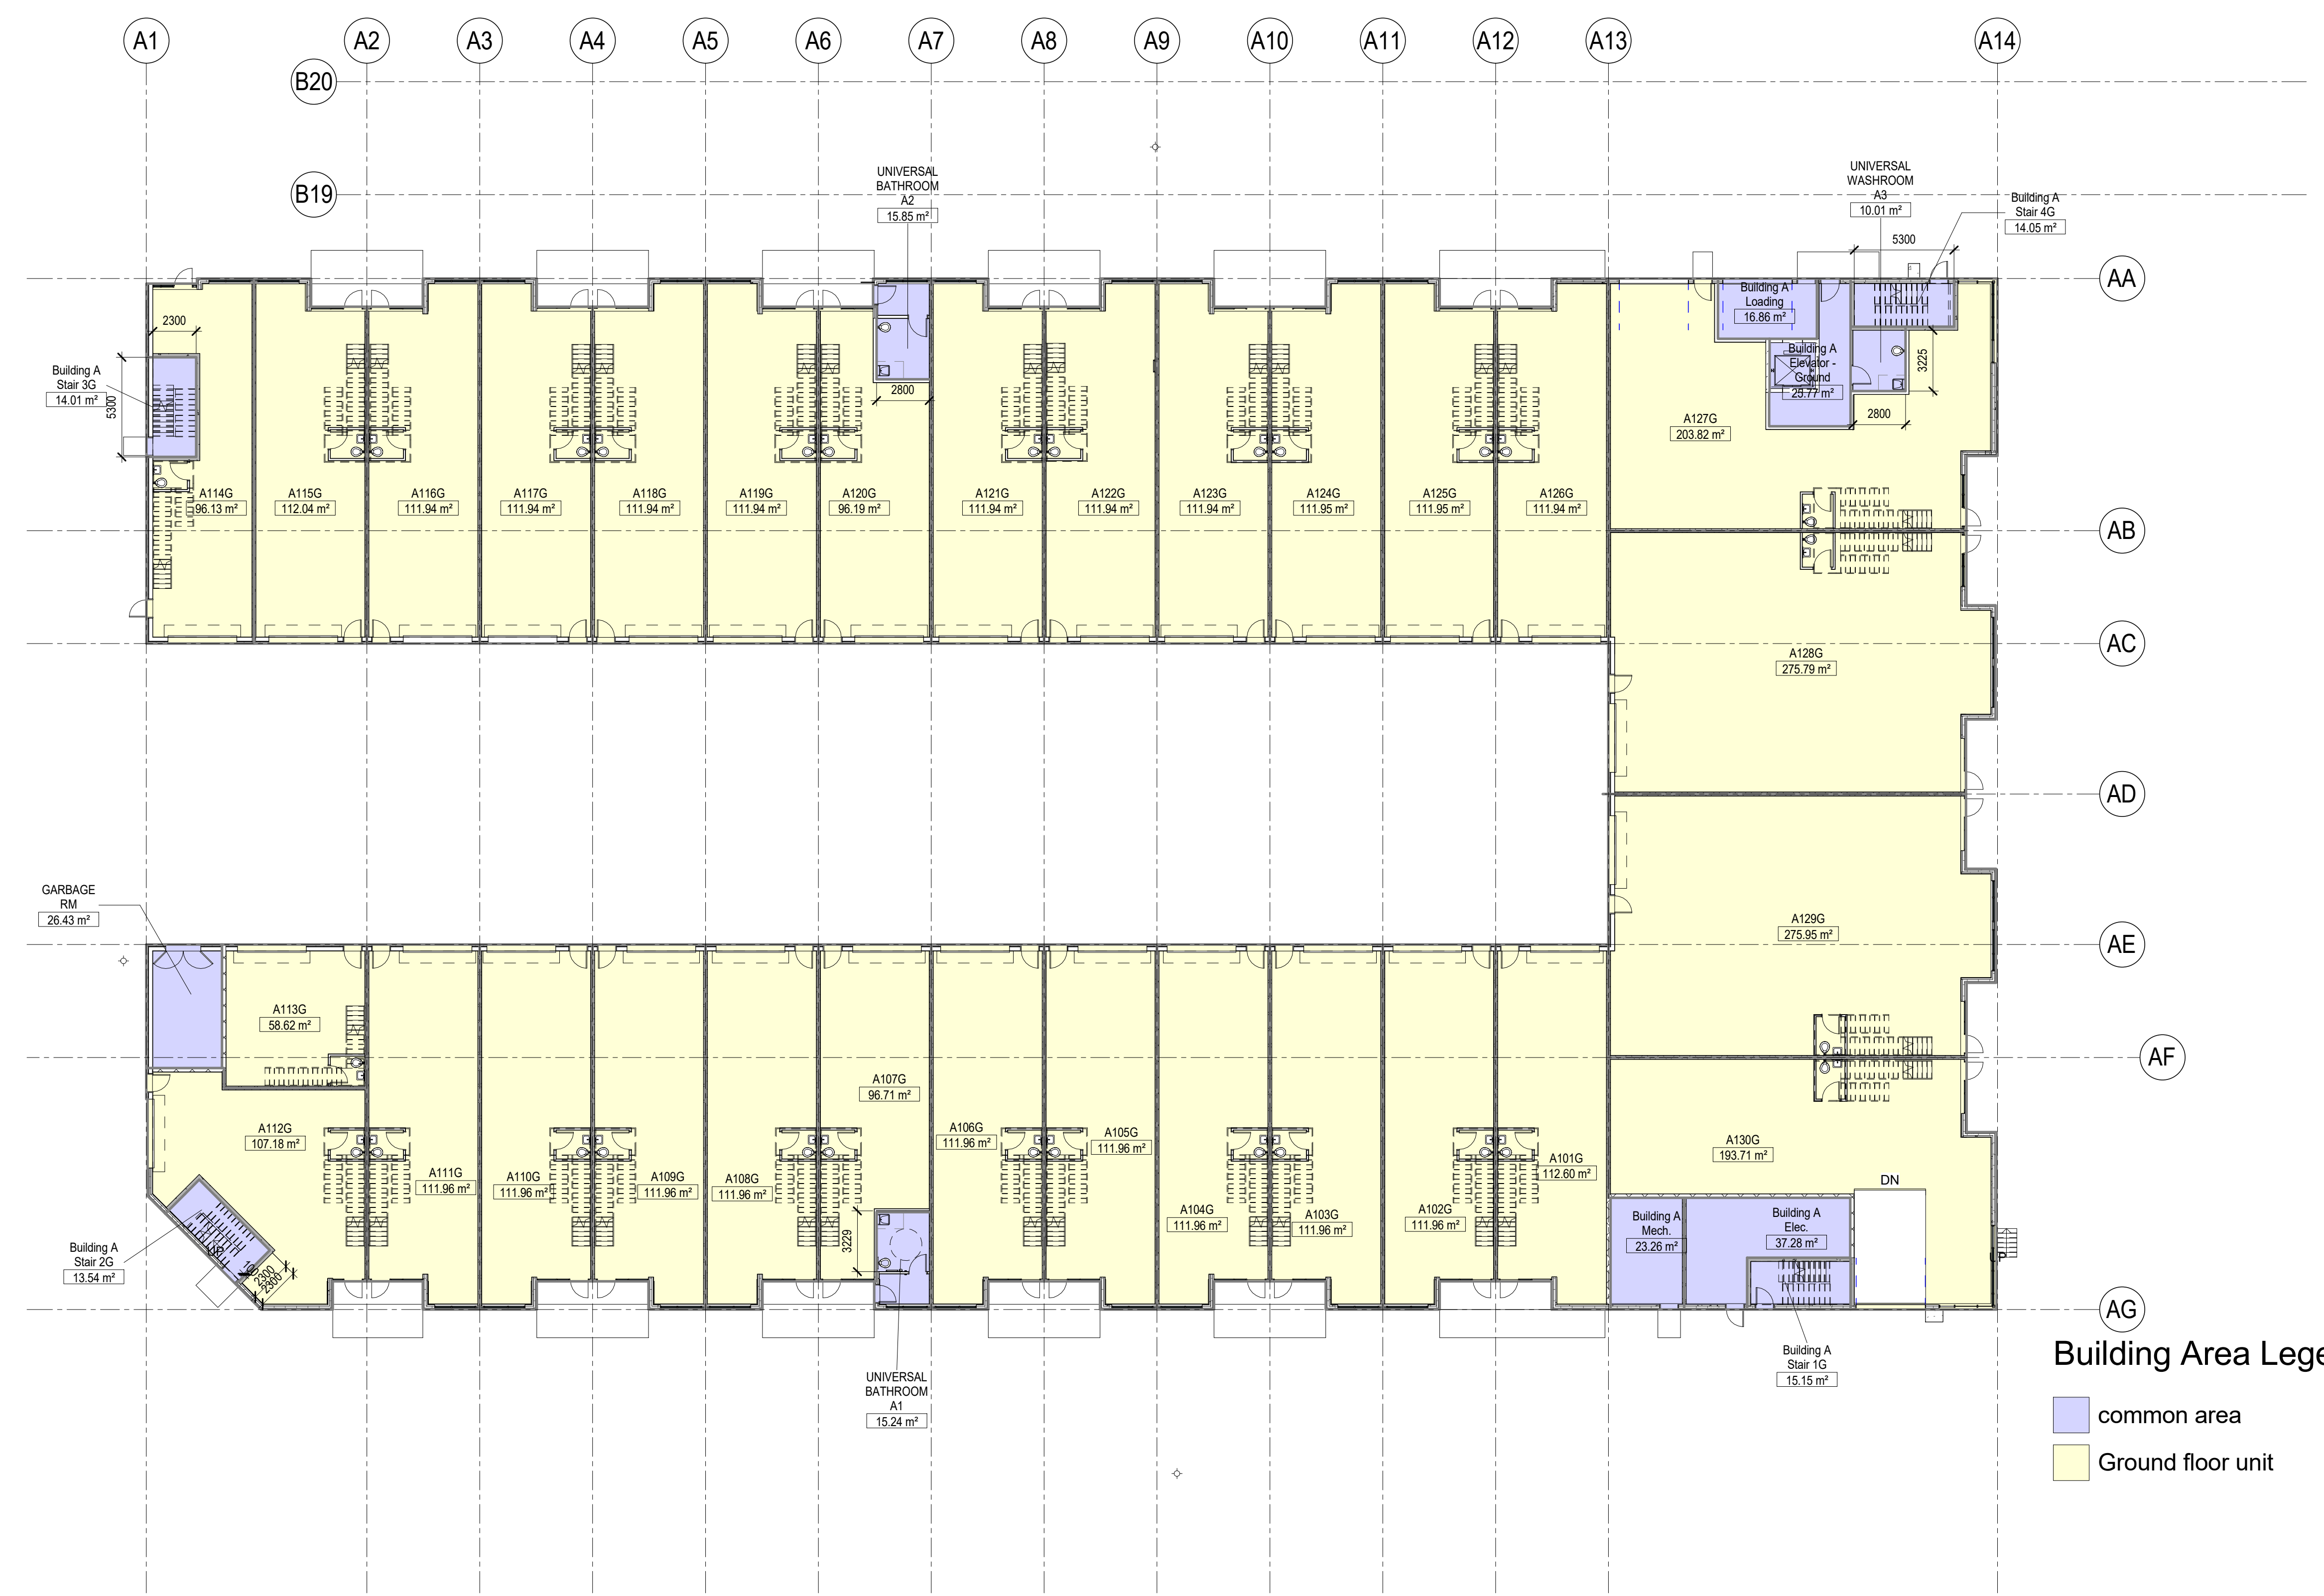 A1
A2
A3
A4
A5
A6
A7
A8
A9
A10
A11
A12
A13
A14
B20
B19
UNIVERSAL
BATHROOM
A2
15.85 m²
UNIVERSAL
WASHROOM
A3
10.01 m²
Building A
Stair 4G
14.05 m²
5300
AA
2300
Building A
Stair 3G
14.01 m²
5300
2800
Building A
Loading
16.86 m²
Building A
Elevator -
Ground
25.77 m²
3225
2800
A127G
203.82 m²
A114G
96.13 m²
A115G
112.04 m²
A116G
111.94 m²
A117G
111.94 m²
A118G
111.94 m²
A119G
111.94 m²
A120G
96.19 m²
A121G
111.94 m²
A122G
111.94 m²
A123G
111.94 m²
A124G
111.95 m²
A125G
111.95 m²
A126G
111.94 m²
AB
AC
A128G
275.79 m²
AD
GARBAGE
RM
26.43 m²
A129G
275.95 m²
AE
A113G
58.62 m²
AF
A112G
107.18 m²
A111G
111.96 m²
A110G
111.96 m²
A109G
111.96 m²
A108G
111.96 m²
A107G
96.71 m²
A106G
111.96 m²
A105G
111.96 m²
A104G
111.96 m²
A103G
111.96 m²
A102G
111.96 m²
A101G
112.60 m²
A130G
193.71 m²
DN
Building A
Mech.
23.26 m²
Building A
Elec.
37.28 m²
UP
3229
Building A
Stair 2G
13.54 m²
UP
2300
2300
AG
Building A
Stair 1G
15.15 m²
UNIVERSAL
BATHROOM
A1
15.24 m²
Building Area Lege
common area
Ground floor unit